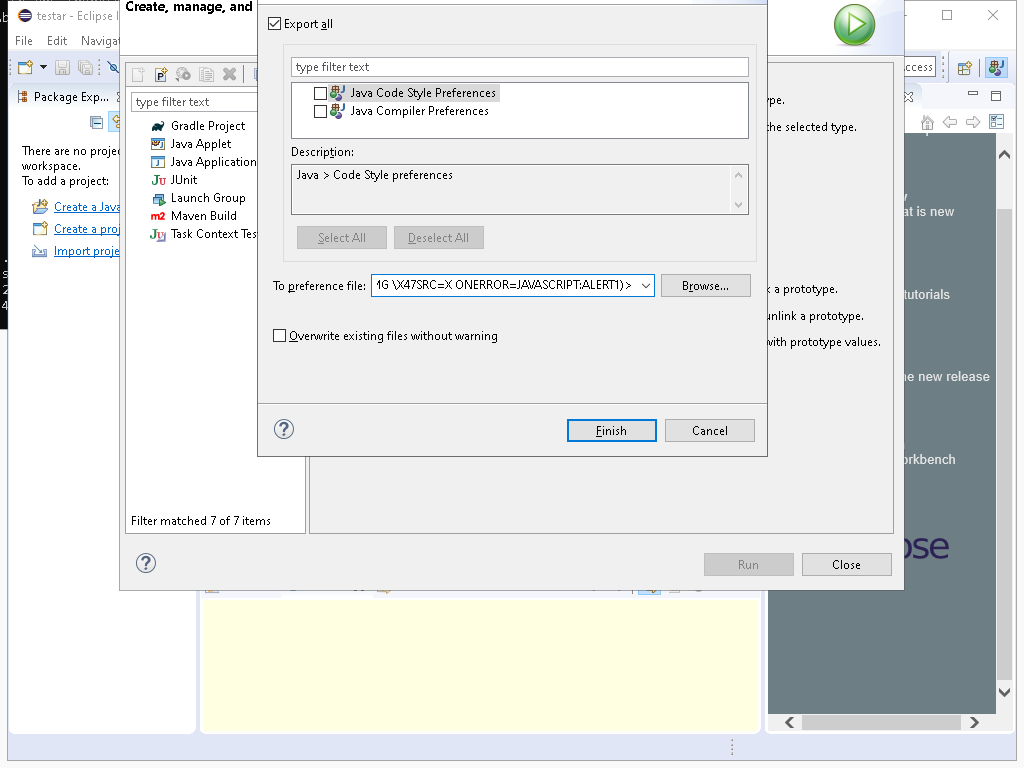 testar - Eclipse
File Edit Navigat
Create, manage, and
Export all
type filter text
Java Code Style Preferences
Java Compiler Preferences
Description:
Java > Code Style preferences
Select All Deselect All
To preference file: \X47SRC=X ONERROR=JAVASCRIPT:ALERT1)> Browse...
Overwrite existing files without warning
Finish Cancel
type filter text
Gradle Project
Java Applet
Java Application
JUnit
Launch Group
Maven Build
Task Context Tes
Filter matched 7 of 7 items
ype.
the selected type.
k a prototype.
unlink a prototype.
with prototype values.
Run Close
Package Exp...
There are no projec
workspace.
To add a project:
Create a Java
Create a proj
Import proje
ccess
at is new
tutorials
he new release
orkbench
ose